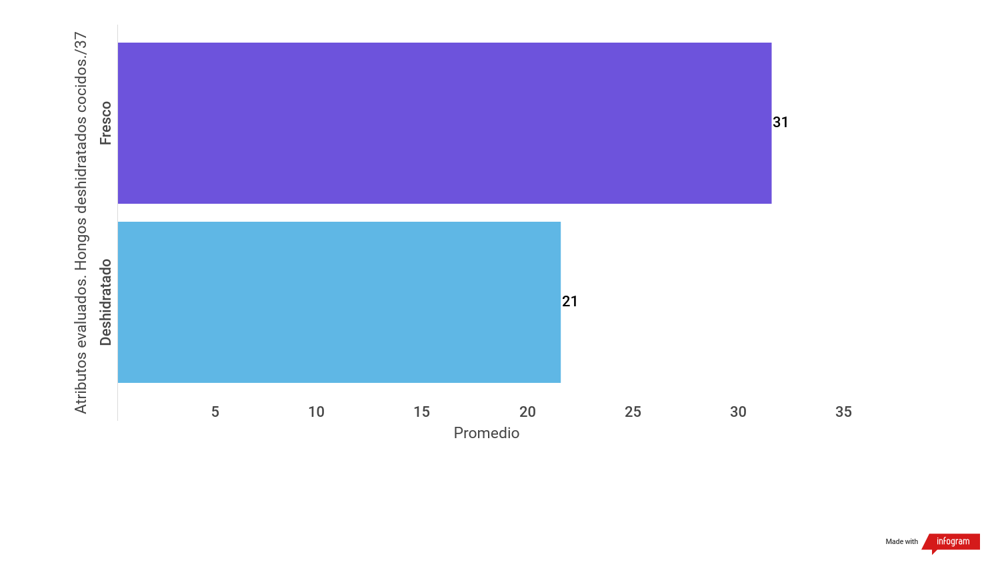 Atributos evaluados. Hongos deshidratados cocidos./37
Fresco
31
Deshidratado
21
5 10 15 20 25 30 35
Promedio
Made with infogram